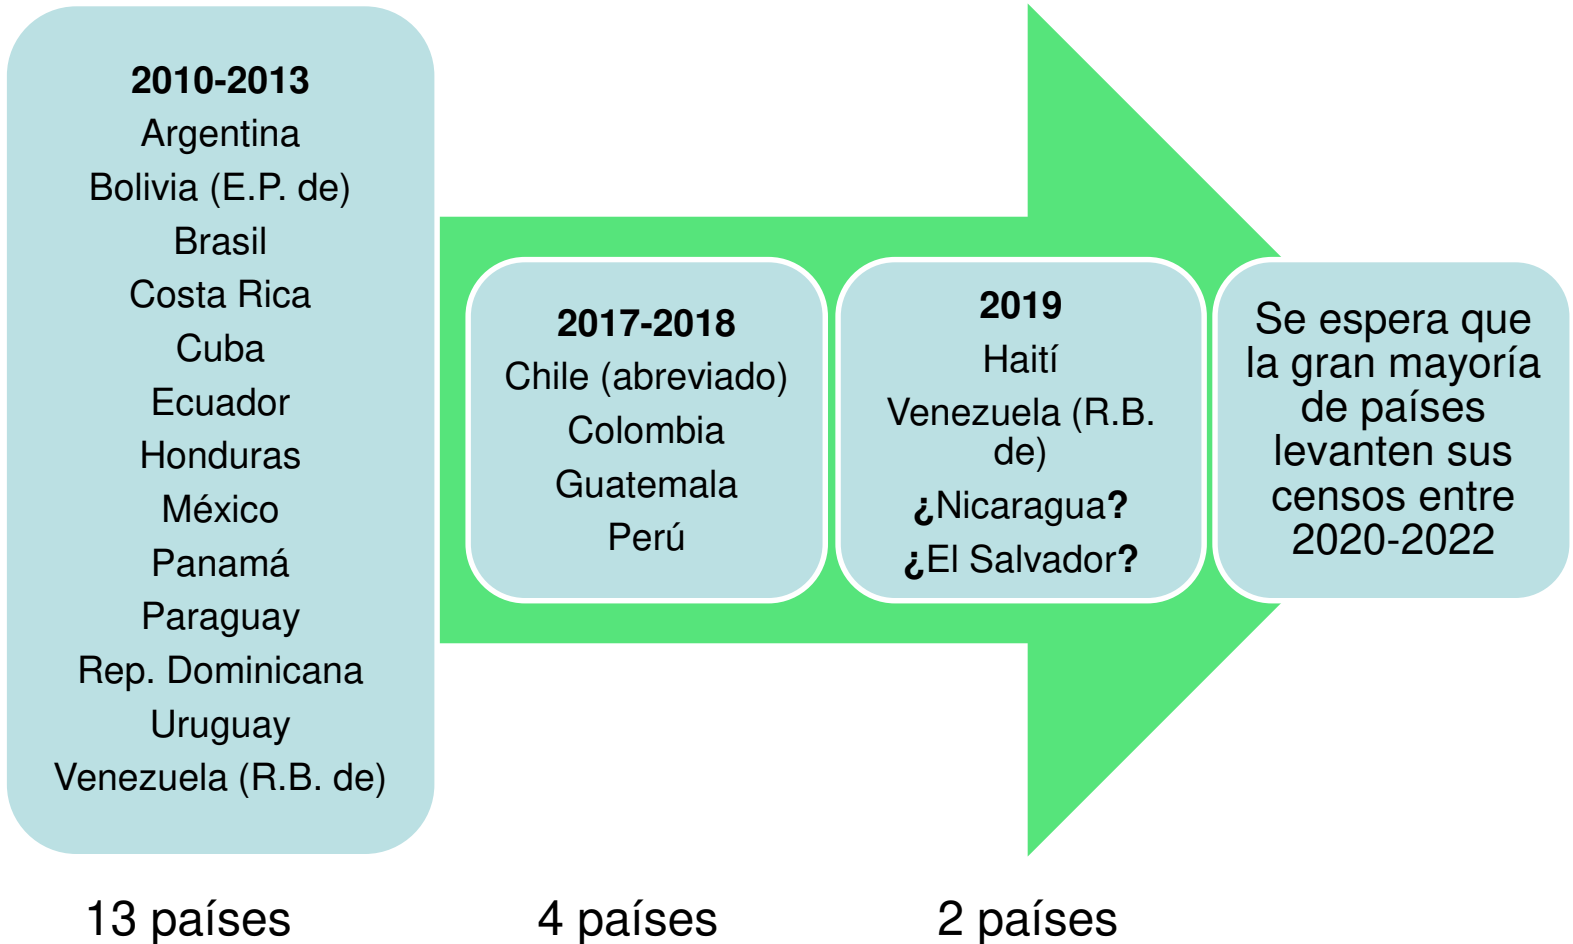 2010-2013
Argentina
Bolivia (E.P. de)
Brasil
Costa Rica
Cuba
Ecuador
Honduras
México
Panamá
Paraguay
Rep. Dominicana
Uruguay
Venezuela (R.B. de)
13 países
2017-2018
Chile (abreviado)
Colombia
Guatemala
Perú
4 países
2019
Haití
Venezuela (R.B.
de)
¿Nicaragua?
¿El Salvador?
2 países
Se espera que
la gran mayoría
de países
levanten sus
censos entre
2020-2022